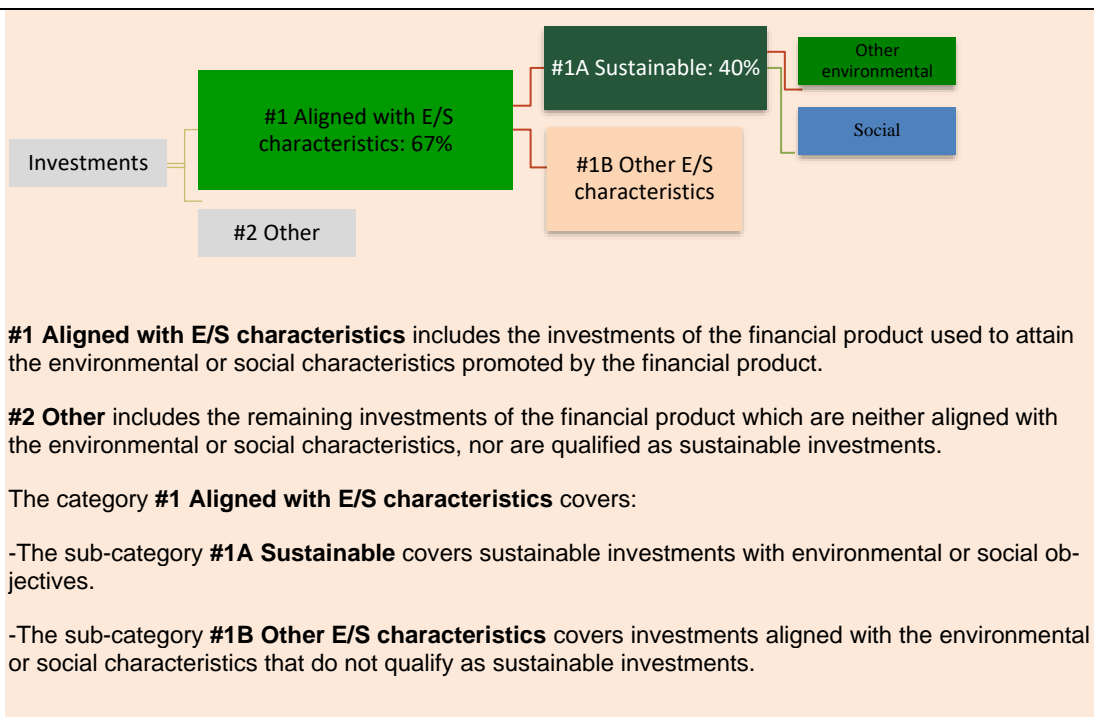 Investments
#1 Aligned with E/S
characteristics: 67%
#2 Other
#1A Sustainable: 40%
#1B Other E/S
characteristics
Other
environmental
Social
#1 Aligned with E/S characteristics includes the investments of the financial product used to attain
the environmental or social characteristics promoted by the financial product.
#2 Other includes the remaining investments of the financial product which are neither aligned with
the environmental or social characteristics, nor are qualified as sustainable investments.
The category #1 Aligned with E/S characteristics covers:
-The sub-category #1A Sustainable covers sustainable investments with environmental or social ob-
jectives.
-The sub-category #1B Other E/S characteristics covers investments aligned with the environmental
or social characteristics that do not qualify as sustainable investments.